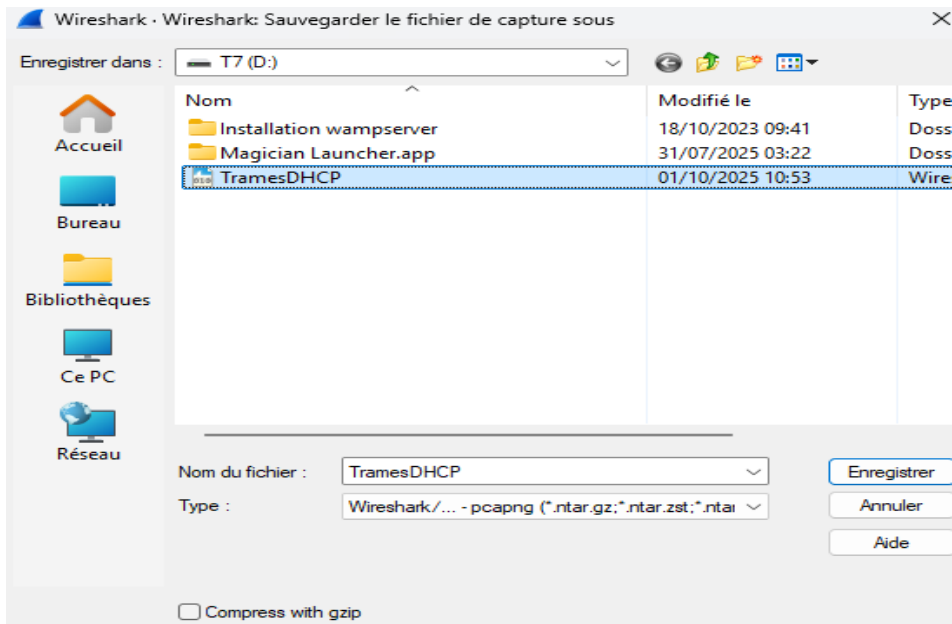 Wireshark · Wireshark: Sauvegarder le fichier de capture sous
Enregistrer dans : T7 (D:)
Accueil
Bureau
Bibliothèques
Ce PC
Réseau
Nom Modifié le Type
Installation wampserver 18/10/2023 09:41 Doss
Magician Launcher.app 31/07/2025 03:22 Doss
TramesDHCP 01/10/2025 10:53 Wires
Nom du fichier : TramesDHCP Enregistrer
Type : Wireshark/... - pcapng (*.ntar.gz;*.ntar.zst;*.ntar Annuler
Aide
Compress with gzip